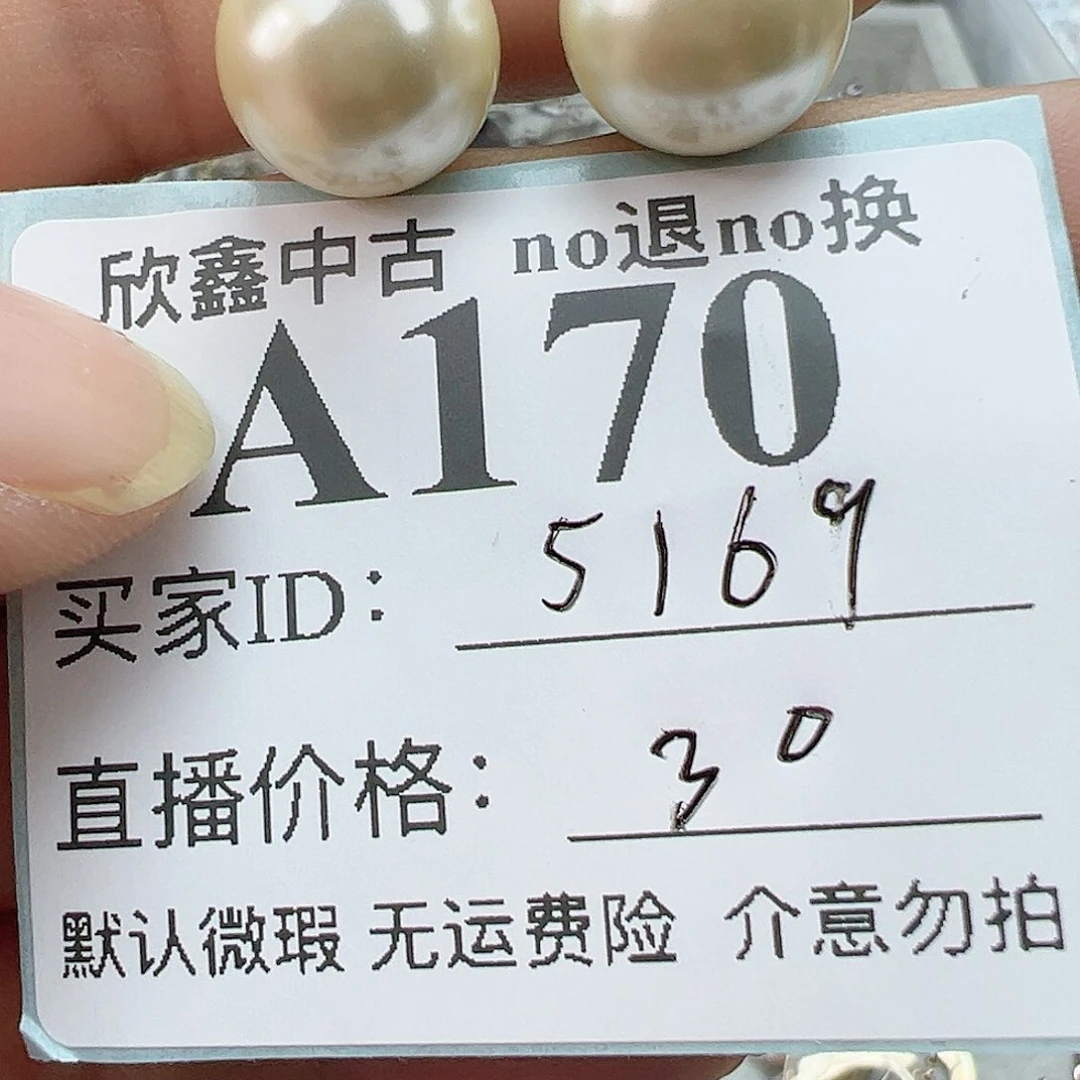 欣鑫中古 no退no换
A170
买家ID： 5169
直播价格： 30
默认微瑕 无运费险 介意勿拍